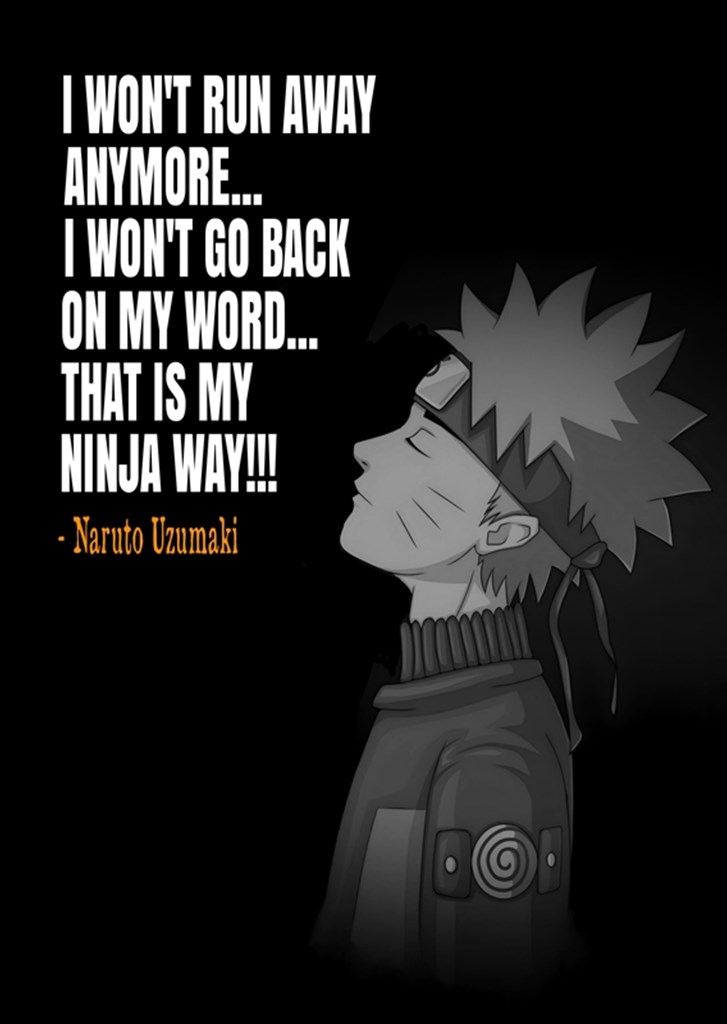 I WON'T RUN AWAY
ANYMORE...
I WON'T GO BACK
ON MY WORD...
THAT IS MY
NINJA WAY!!!
- Naruto Uzumaki